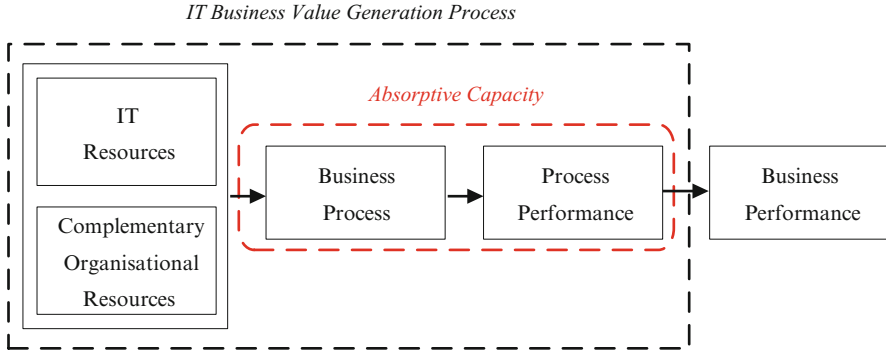 IT Business Value Generation Process
Absorptive Capacity
IT
Resources
Complementary
Organisational
Resources
Business
Process
Process
Performance
Business
Performance